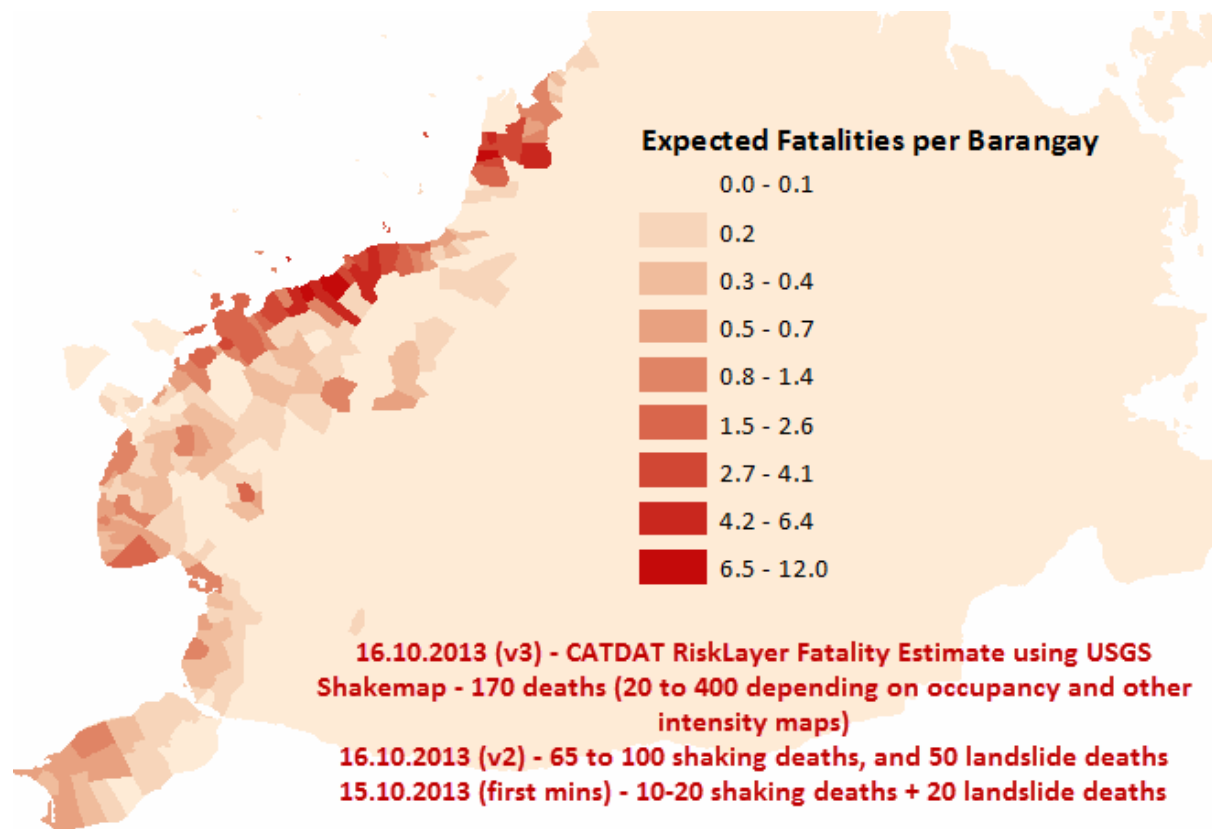 Expected Fatalities per Barangay
0.0 - 0.1
0.2
0.3 - 0.4
0.5 - 0.7
0.8 - 1.4
1.5 - 2.6
2.7 - 4.1
4.2 - 6.4
6.5 - 12.0
16.10.2013 (v3) - CATDAT RiskLayer Fatality Estimate using USGS
Shakemap - 170 deaths (20 to 400 depending on occupancy and other
intensity maps)
16.10.2013 (v2) - 65 to 100 shaking deaths, and 50 landslide deaths
15.10.2013 (first mins) - 10-20 shaking deaths + 20 landslide deaths